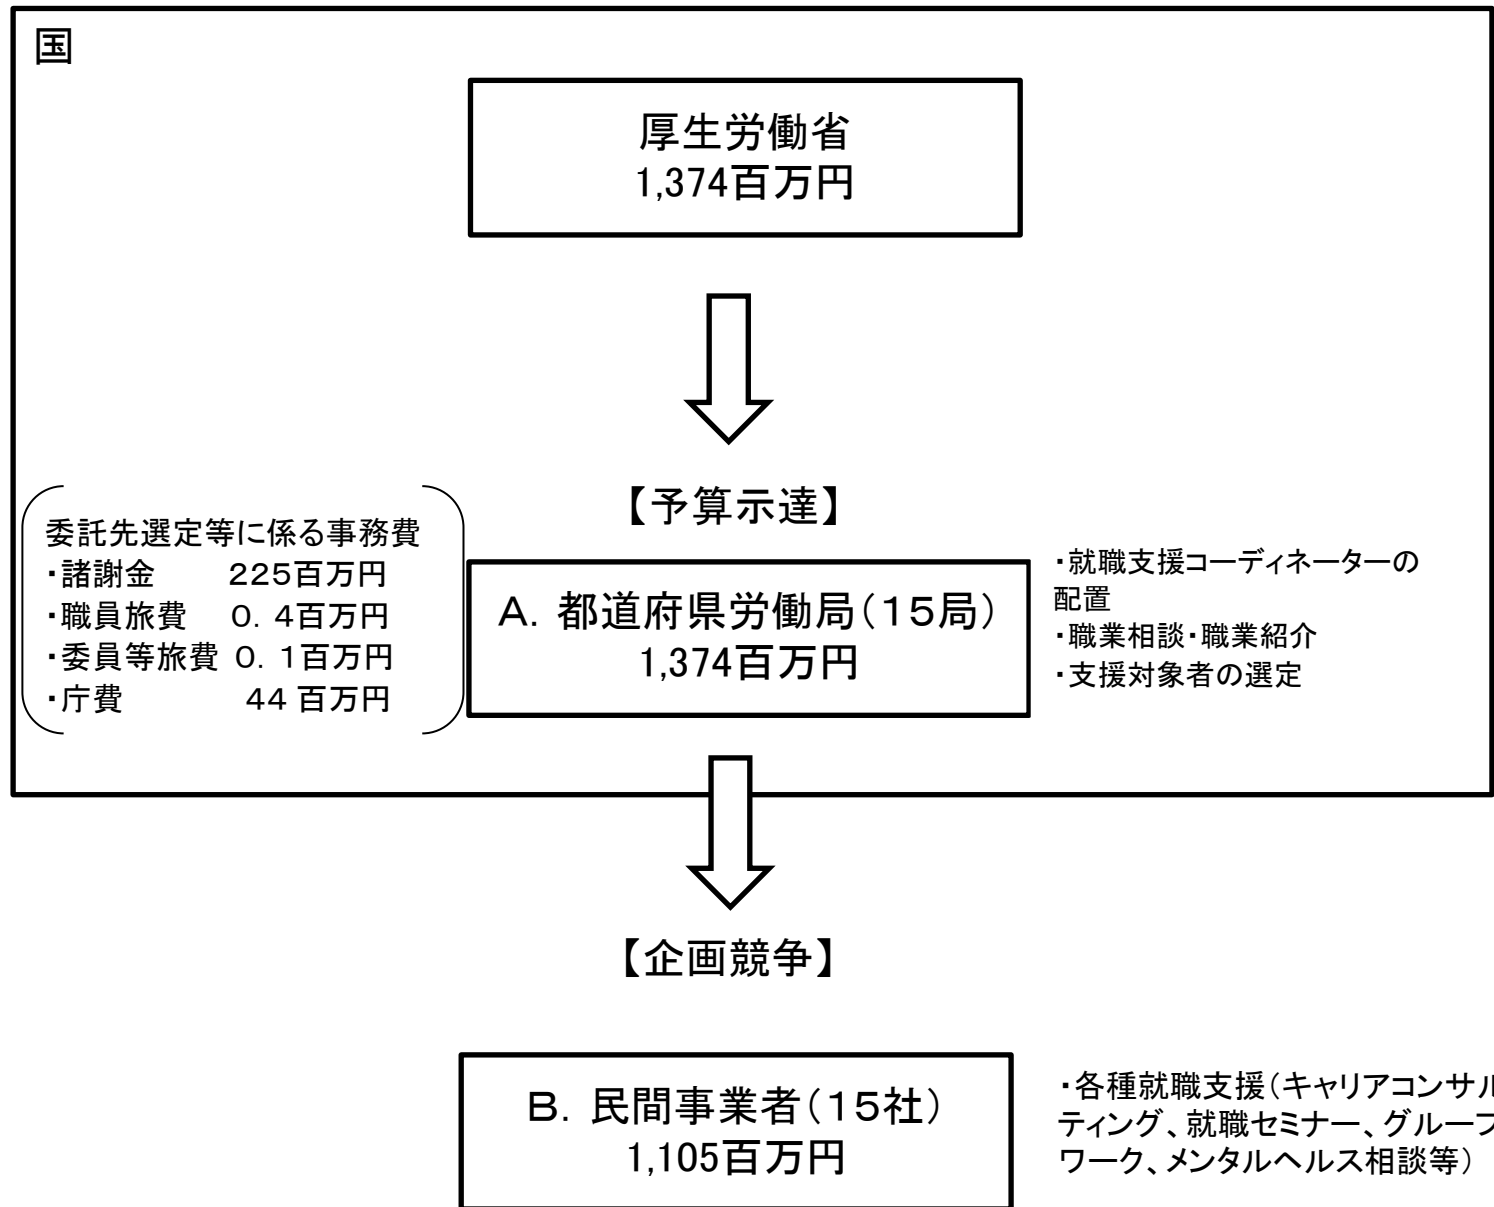 国
厚生労働省
1,374百万円
【予算示達】
委託先選定等に係る事務費
・諸謝金 225百万円
・職員旅費 0.4百万円
・委員等旅費 0.1百万円
・庁費 44百万円
A. 都道府県労働局(15局)
1,374百万円
・就職支援コーディネーターの
配置
・職業相談・職業紹介
・支援対象者の選定
【企画競争】
B. 民間事業者(15社)
1,105百万円
・各種就職支援(キャリアコンサル
ティング、就職セミナー、グループ
ワーク、メンタルヘルス相談等)